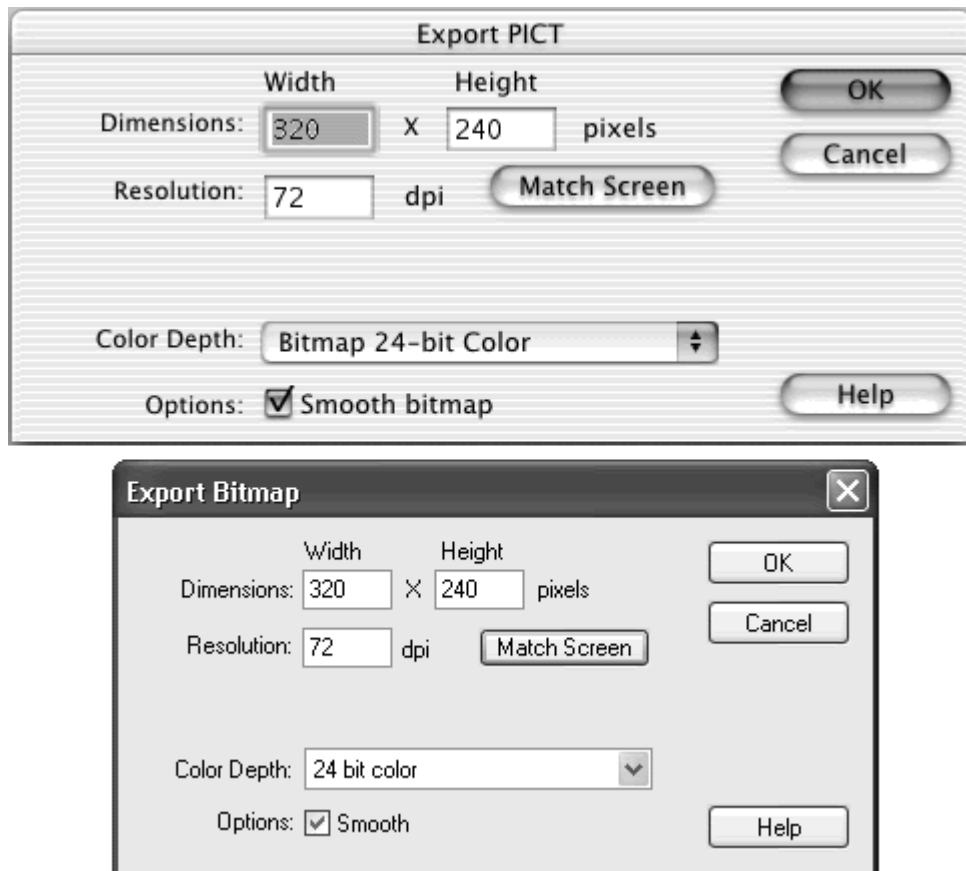 Export PICT
Width Height
Dimensions: 320 X 240 pixels OK
Cancel
Resolution: 72 dpi Match Screen
Color Depth: Bitmap 24-bit Color
Options: Smooth bitmap Help
Export Bitmap
Width Height
Dimensions: 320 X 240 pixels OK
Cancel
Resolution: 72 dpi Match Screen
Color Depth: 24 bit color
Options: Smooth Help